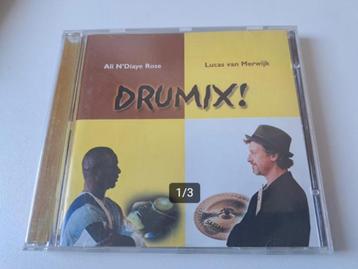 Ali N'Diaye Rose
Lucas van Merwijk
DRUMIX!
1/3